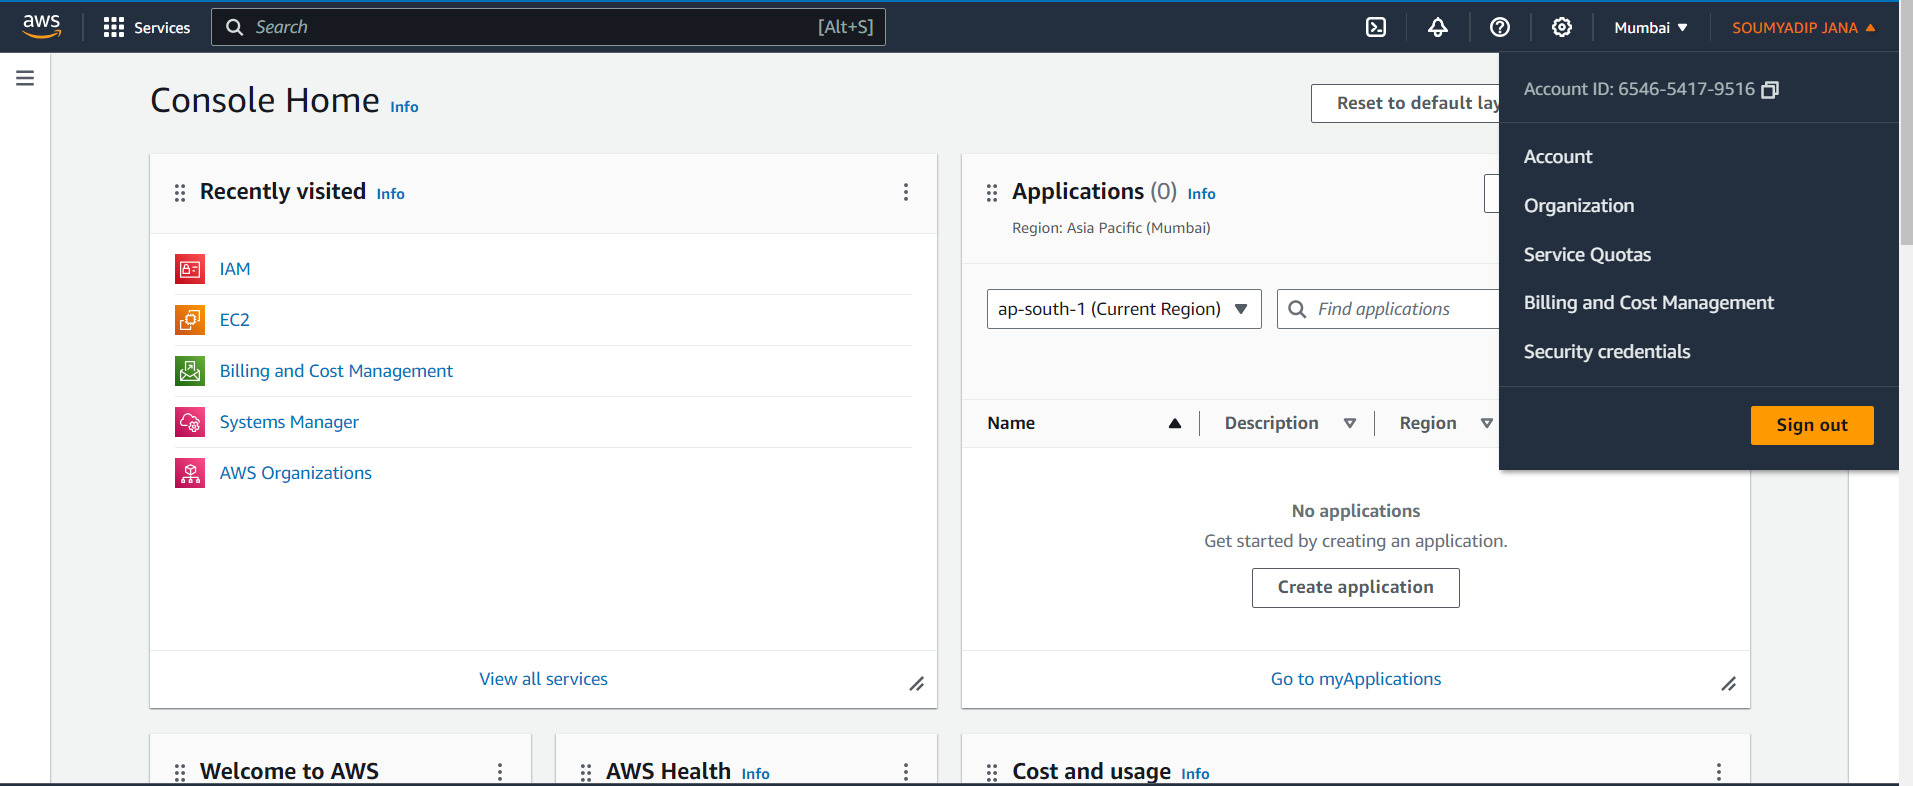 aws
Services
Search [Alt+S]
Mumbai
SOUMYADIP JANA
Account ID: 6546-5417-9516
Account
Organization
Service Quotas
Billing and Cost Management
Security credentials
Sign out
Console Home Info
Reset to default lay
Recently visited Info
IAM
EC2
Billing and Cost Management
Systems Manager
AWS Organizations
View all services
Applications (0) Info
Region: Asia Pacific (Mumbai)
ap-south-1 (Current Region)
Find applications
Name Description Region
No applications
Get started by creating an application.
Create application
Go to myApplications
Welcome to AWS
AWS Health Info
Cost and usage Info